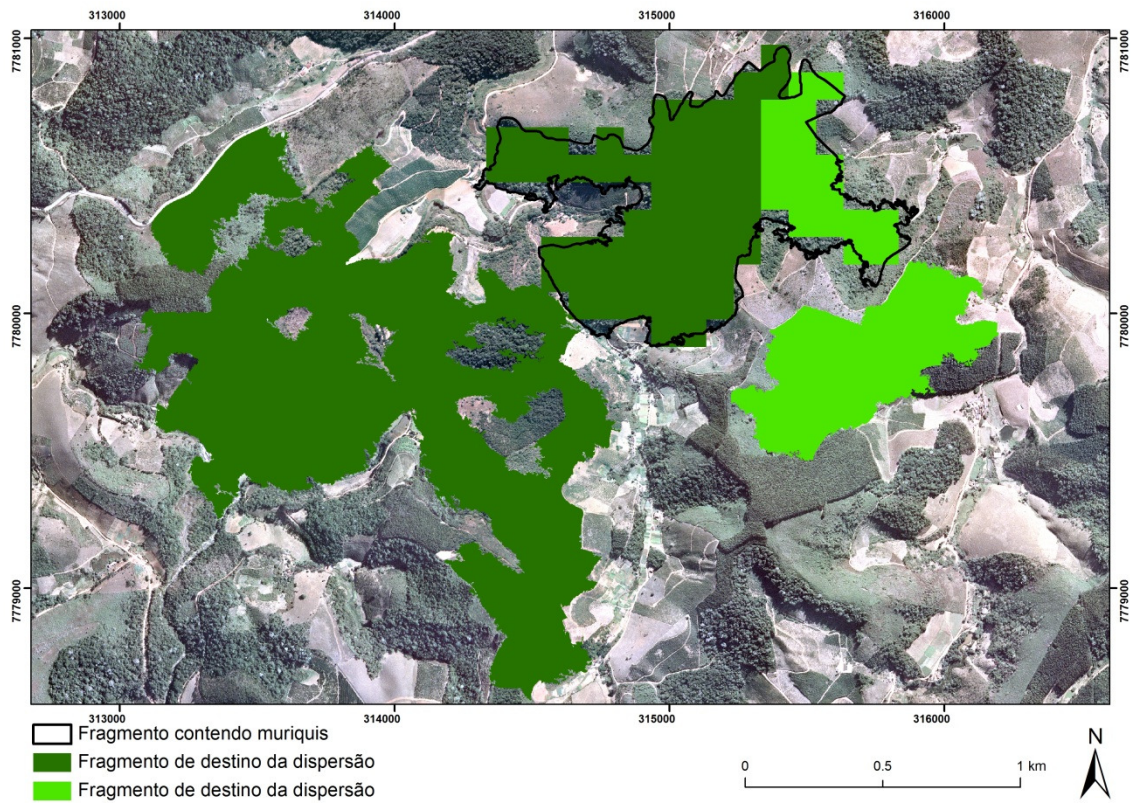 313000 314000 315000 316000
7781000 7781000
7780000 7780000
7779000 7779000
313000 314000 315000 316000
Fragmento contendo muriquis
Fragmento de destino da dispersão
Fragmento de destino da dispersão
0 0.5 1 km
N